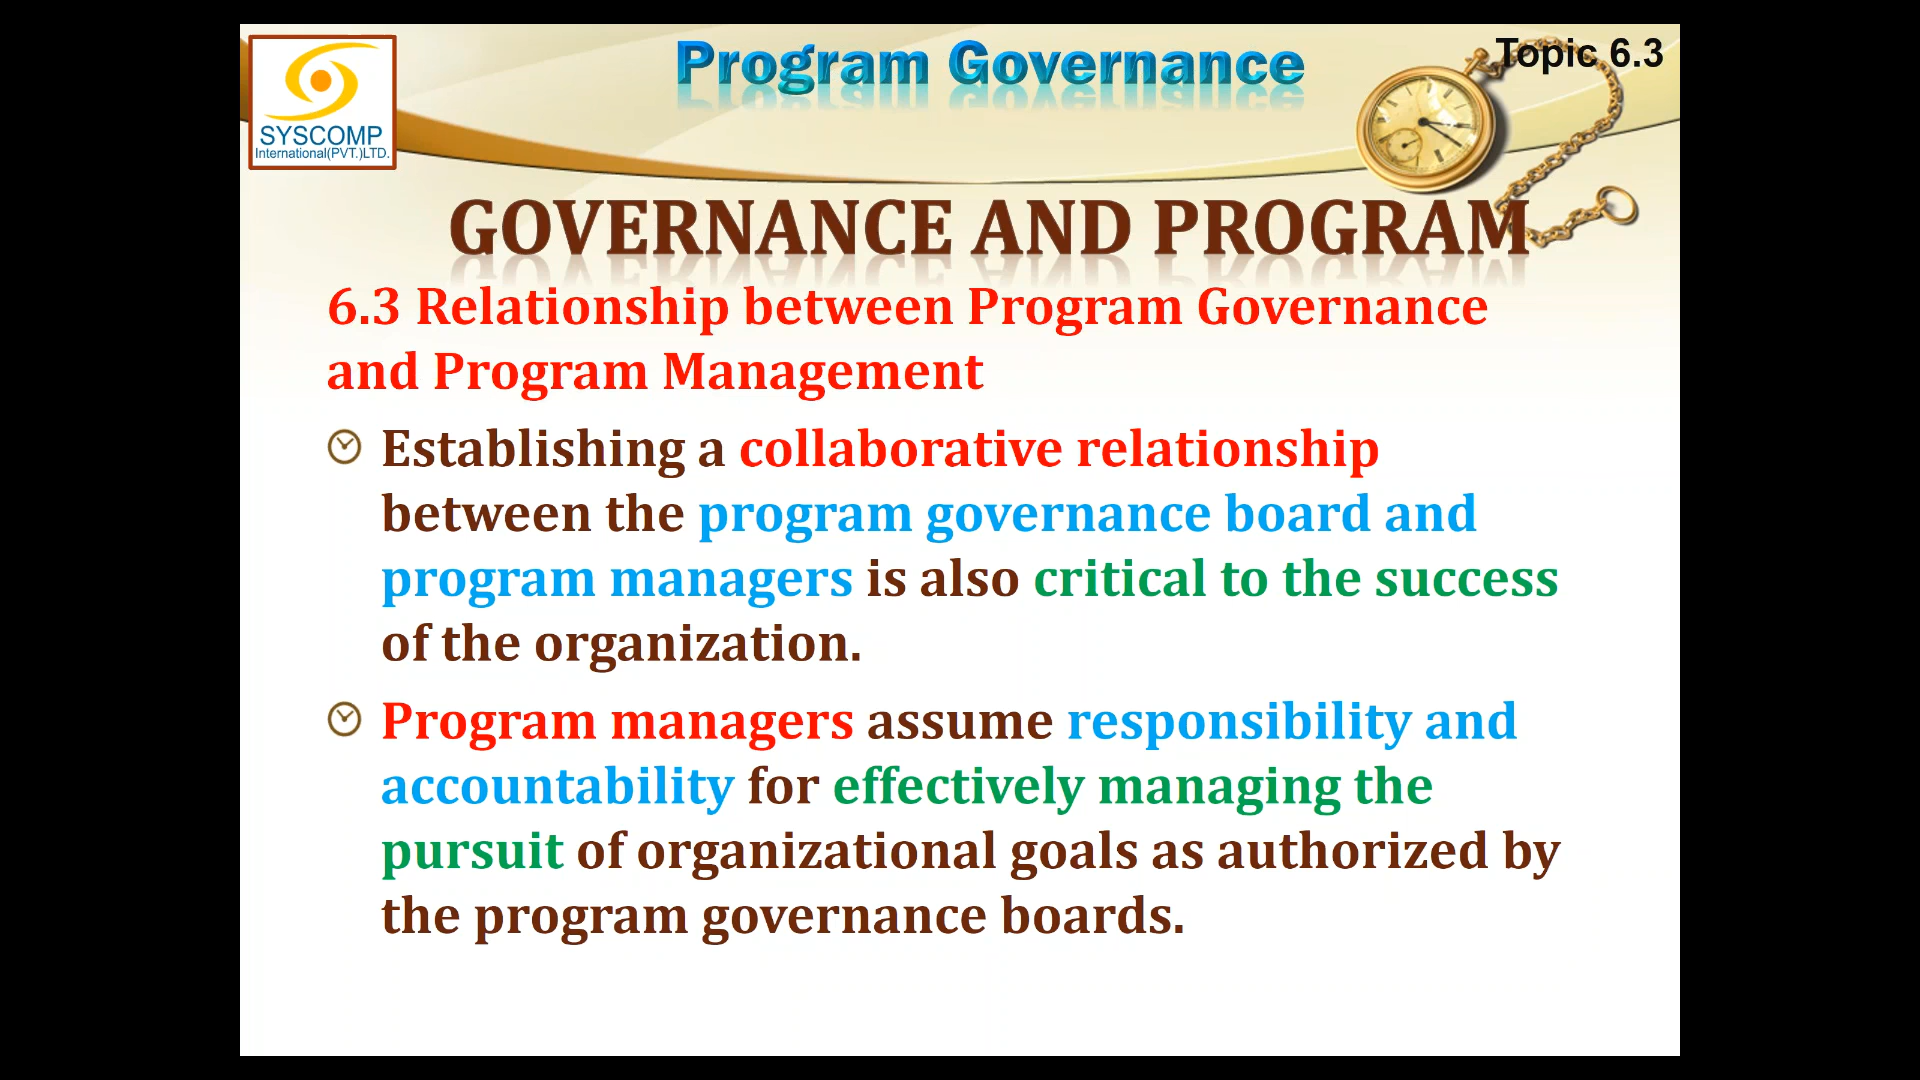 Program Governance
Topic 6.3
SYSCOMP
International(PVT.)LTD.
GOVERNANCE AND PROGRAM
6.3 Relationship between Program Governance
and Program Management
Establishing a collaborative relationship
between the program governance board and
program managers is also critical to the success
of the organization.
Program managers assume responsibility and
accountability for effectively managing the
pursuit of organizational goals as authorized by
the program governance boards.